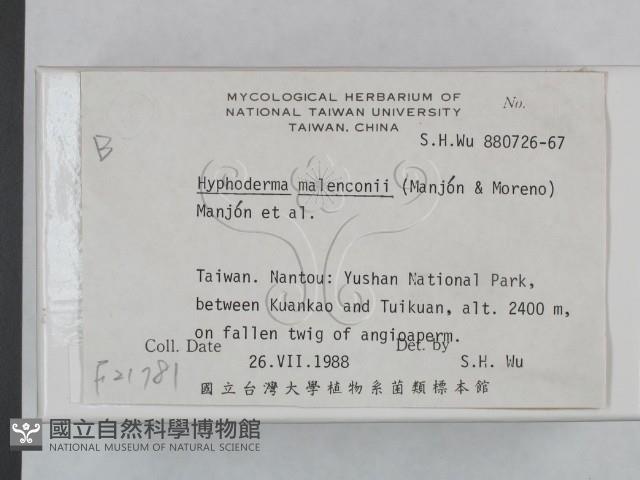 MYCOLOGICAL HERBARIUM OF
NATIONAL TAIWAN UNIVERSITY
TAIWAN, CHINA
No.
S.H.Wu 880726-67
B
Hyphoderma malenconii (Manjón & Moreno)
Manjón et al.
Taiwan. Nantou: Yushan National Park,
between Kuankao and Tuikuan, alt. 2400 m,
on fallen twig of angioaperm.
Coll. Date
Det. by
26.VII.1988
S.H. Wu
F21781
國立台灣大學植物系菌類標本館
國立自然科學博物館
NATIONAL MUSEUM OF NATURAL SCIENCE